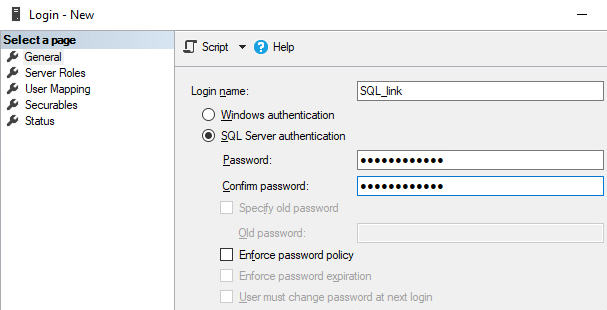 Login - New
Select a page
General
Server Roles
User Mapping
Securables
Status
Script
Help
Login name:
SQL_link
Windows authentication
SQL Server authentication
Password:
●●●●●●●●●●●●
Confirm password:
●●●●●●●●●●●●
Specify old password
Old password:
Enforce password policy
Enforce password expiration
User must change password at next login